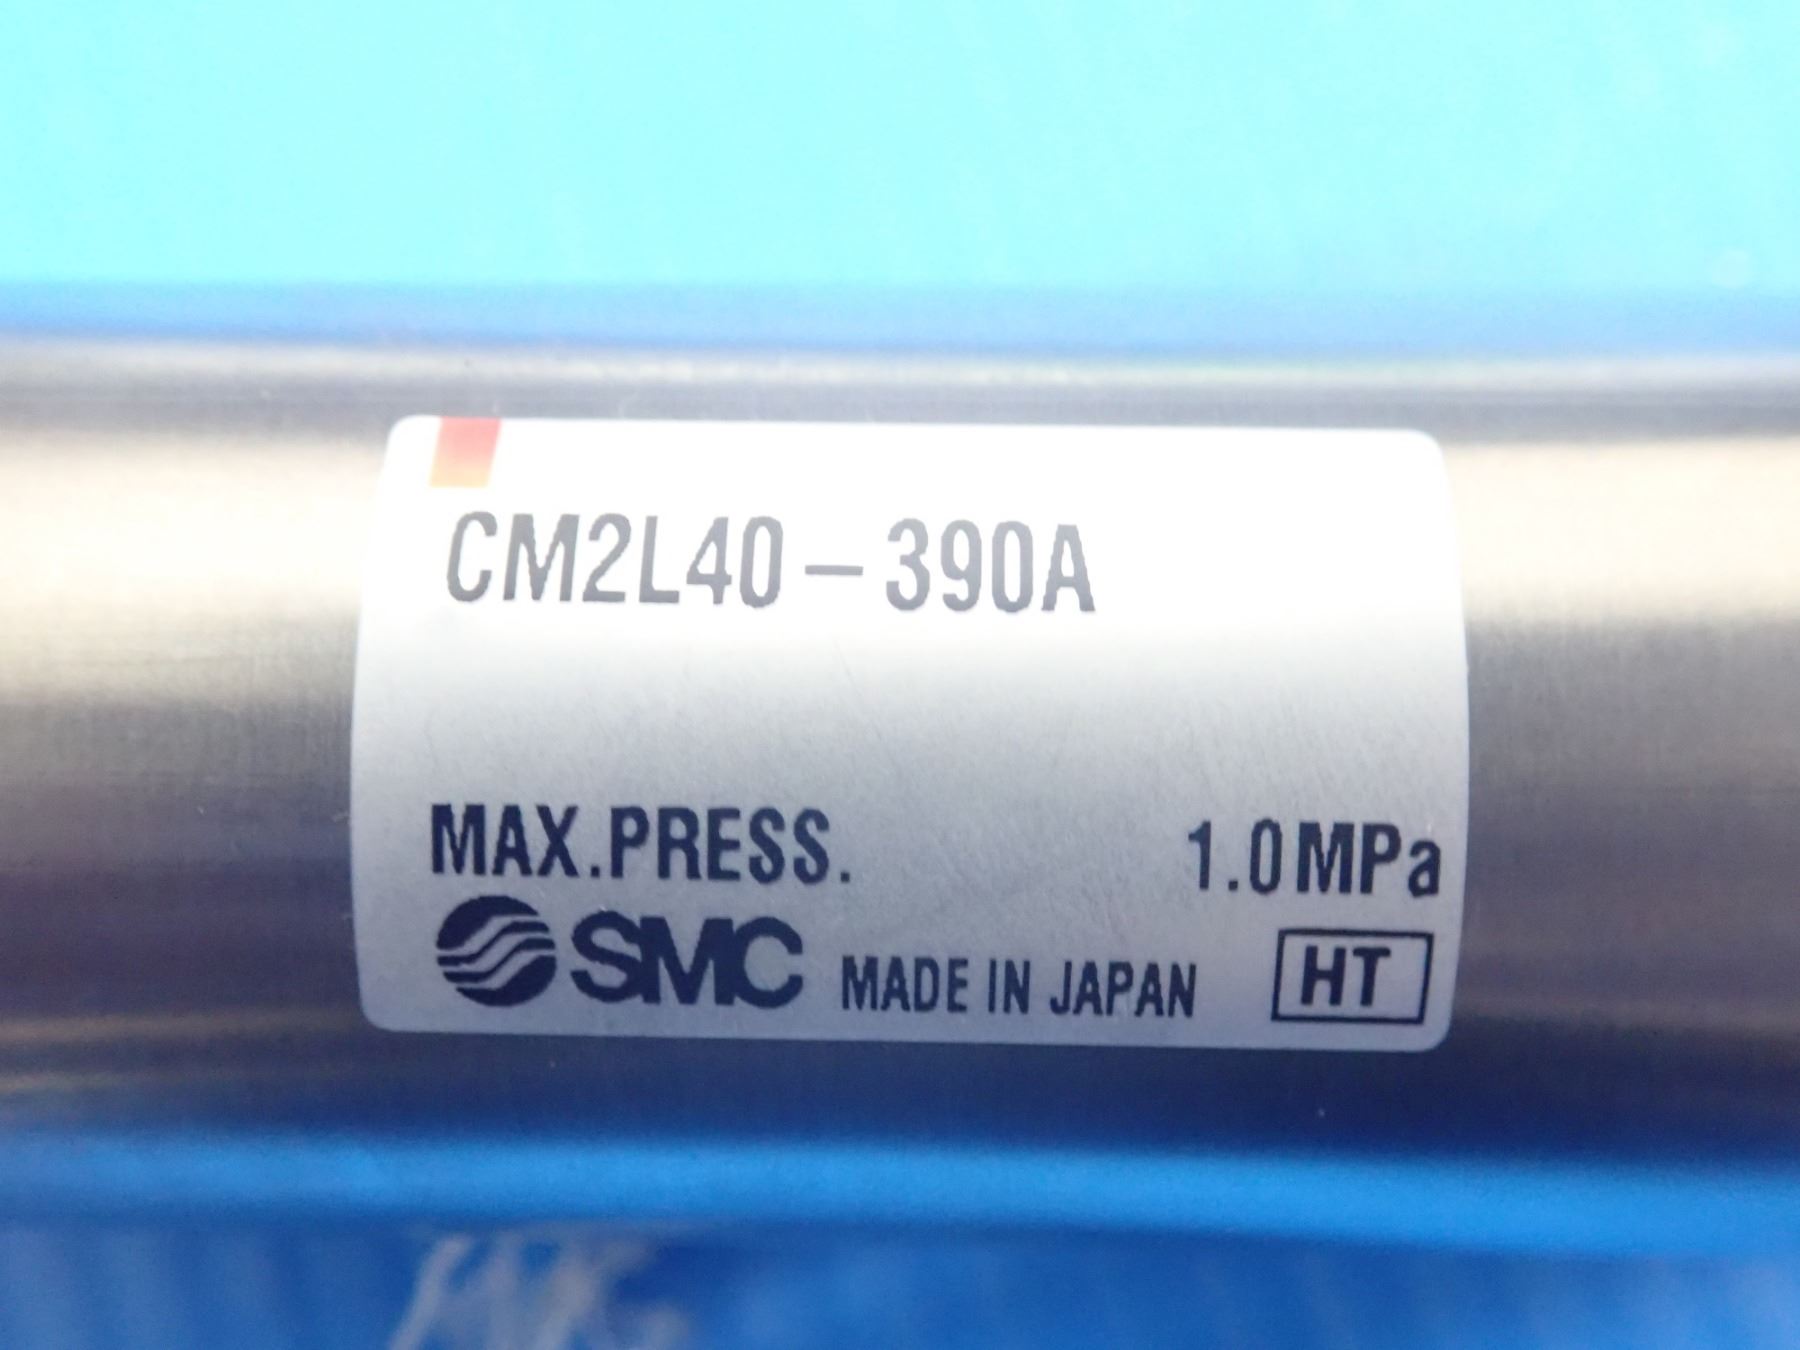 CM2L40-390A
MAX.PRESS. 1.0MPa
SMC MADE IN JAPAN HT